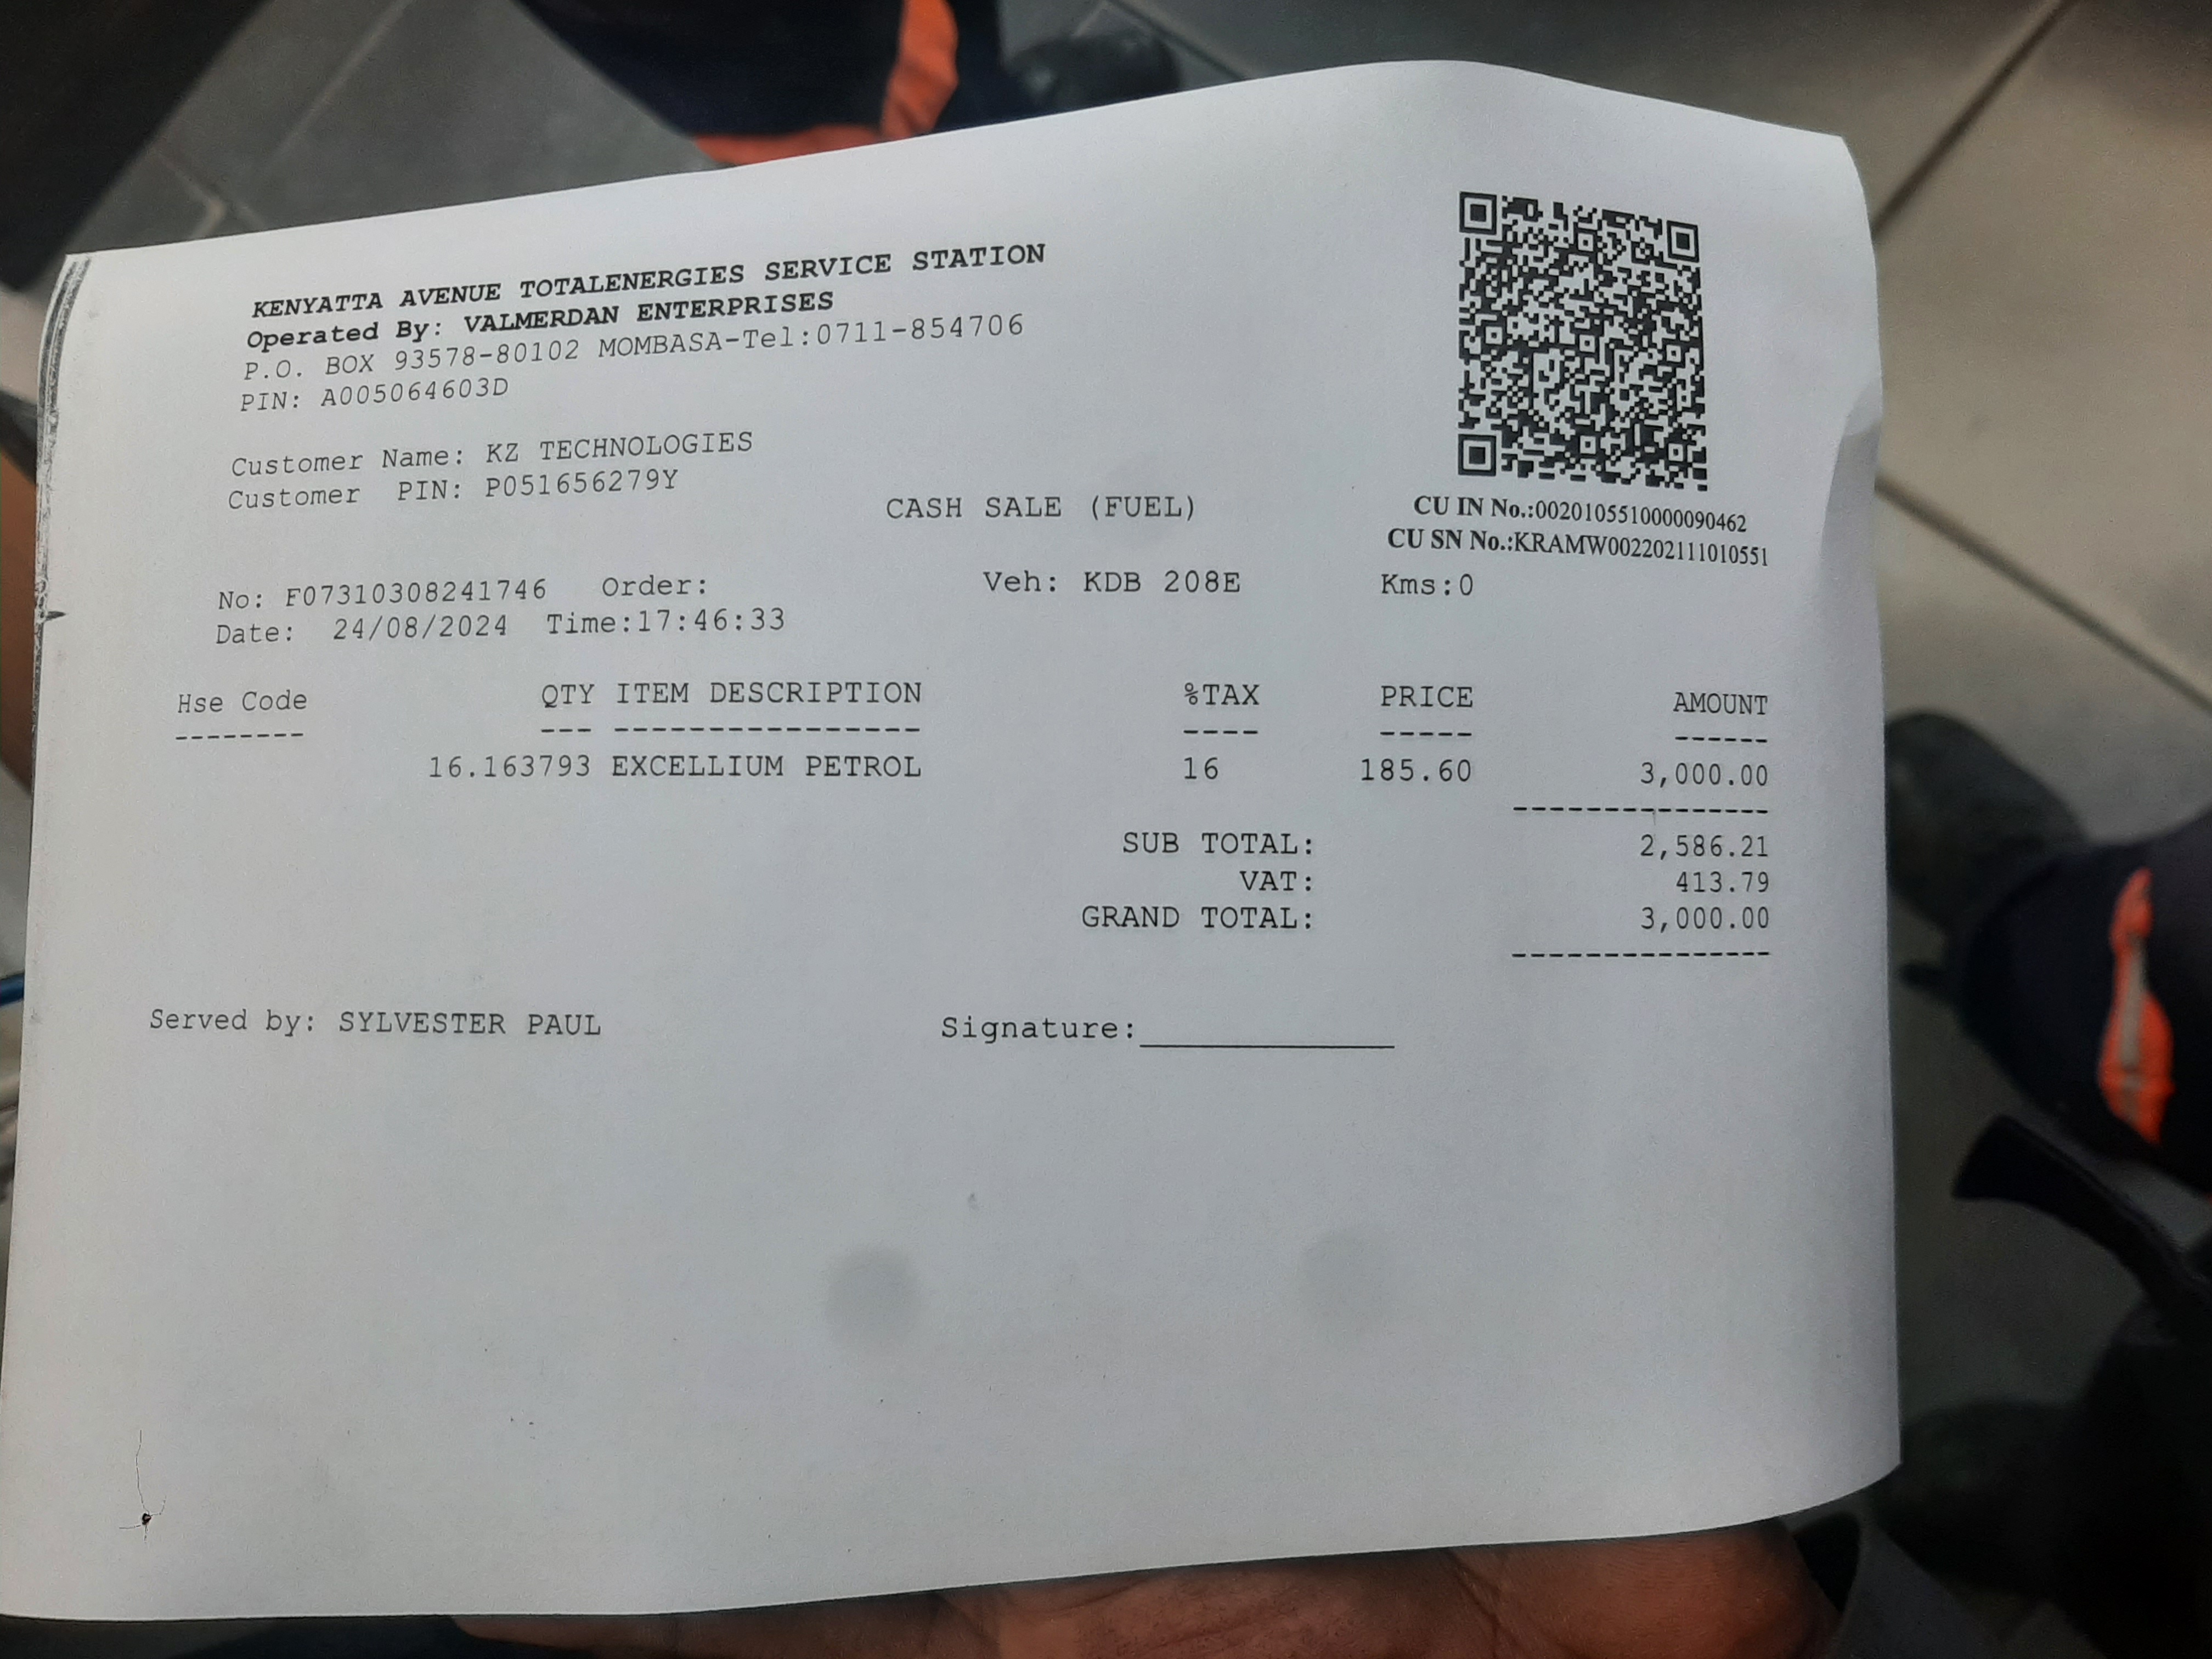 KENYATTA AVENUE TOTALENERGIES SERVICE STATION
Operated By: VALMERDAN ENTERPRISES
P.O. BOX 93578-80102 MOMBASA-Tel:0711-854706
PIN: A005064603D
Customer Name: KZ TECHNOLOGIES
Customer PIN: P051656279Y
CASH SALE (FUEL)
CU IN No.:0020105510000090462
CU SN No.:KRAMW002202111010551
No: F07310308241746 Order: Veh: KDB 208E Kms:0
Date: 24/08/2024 Time:17:46:33
Hse Code QTY ITEM DESCRIPTION %TAX PRICE AMOUNT
-------- --- ---------------- ---- ----- ------
16.163793 EXCELLIUM PETROL 16 185.60 3,000.00
SUB TOTAL: 2,586.21
VAT: 413.79
GRAND TOTAL: 3,000.00
Served by: SYLVESTER PAUL Signature: